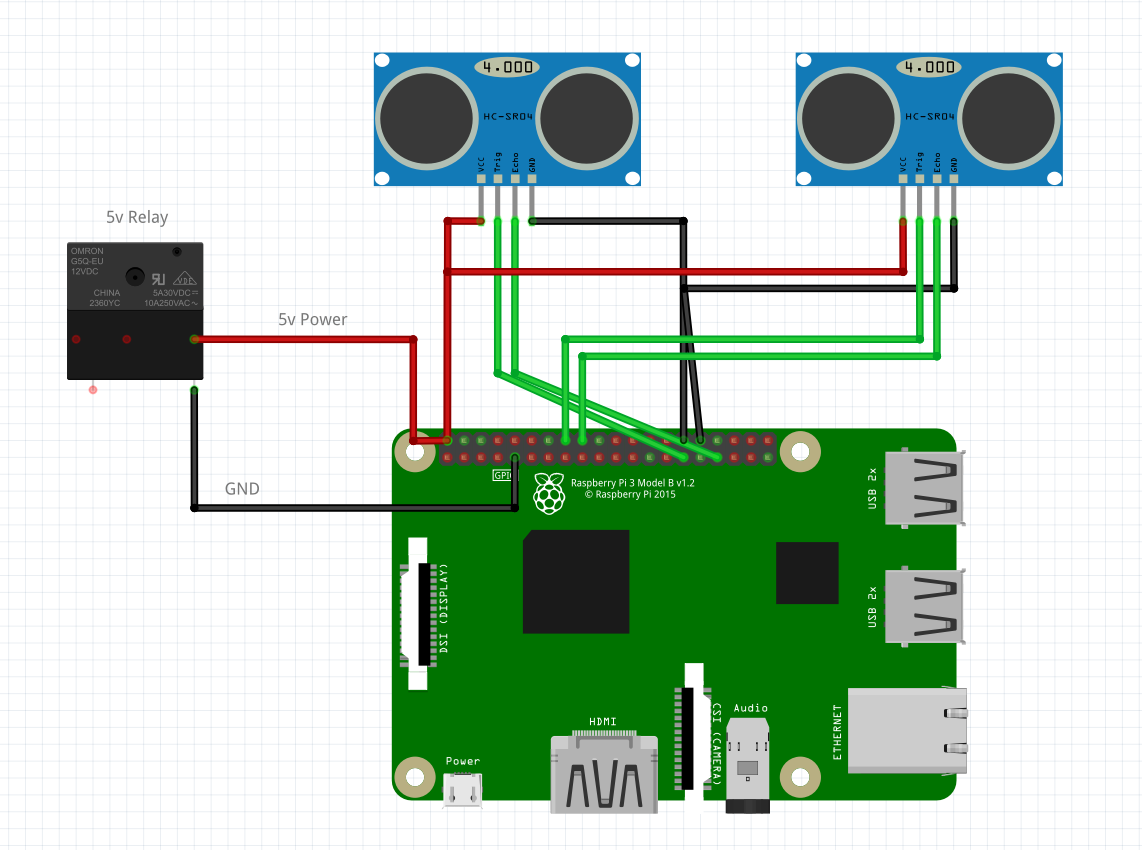 4.000
4.000
HC-SR04
HC-SR04
VCC
Trig
Echo
GND
VCC
Trig
Echo
GND
5v Relay
OMRON
G5Q-EU
12VDC
VDE
CHINA
5A30VDC
2360YC
10A250VAC
5v Power
GPIO
GND
Raspberry Pi 3 Model B v1.2
© Raspberry Pi 2015
USB 2x
DSI (DISPLAY)
USB 2x
HDMI
CSI (CAMERA)
Audio
ETHERNET
Power